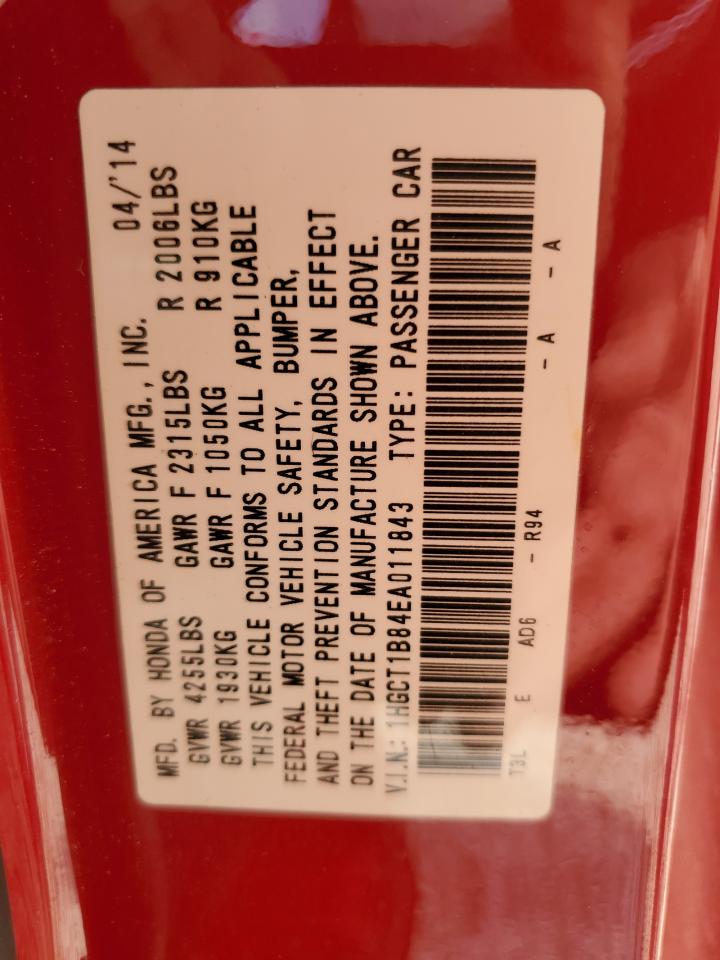 MFD. BY HONDA OF AMERICA MFG., INC. 04/'14
GVWR 4255LBS GAWR F 2315LBS R 2006LBS
GVWR 1930KG GAWR F 1050KG R 910KG
THIS VEHICLE CONFORMS TO ALL APPLICABLE
FEDERAL MOTOR VEHICLE SAFETY, BUMPER,
AND THEFT PREVENTION STANDARDS IN EFFECT
ON THE DATE OF MANUFACTURE SHOWN ABOVE.
V.I.N.: 1HGCT1B84EA011843 TYPE: PASSENGER CAR
T3L E AD6 - R94 - A - A